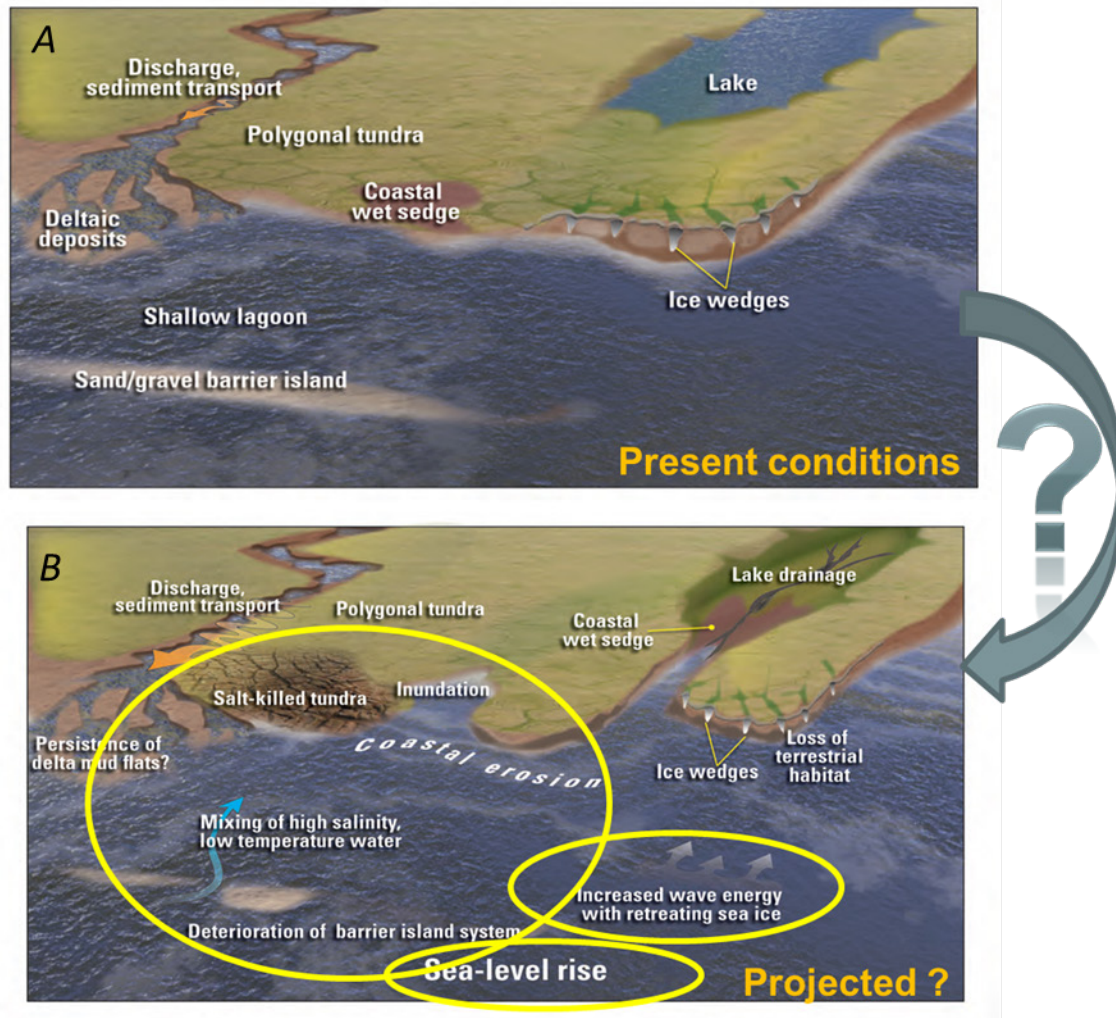 A
Discharge,
sediment transport
Lake
Polygonal tundra
Coastal
wet sedge
Deltaic
deposits
Ice wedges
Shallow lagoon
Sand/gravel barrier island
Present conditions
?
B
Lake drainage
Discharge,
sediment transport
Polygonal tundra
Coastal
wet sedge
Inundation
Salt-killed tundra
Persistence of
delta mud flats?
Coastal erosion
Ice wedges
Loss of
terrestrial
habitat
Mixing of high salinity,
low temperature water
Increased wave energy
with retreating sea ice
Deterioration of barrier island system
Sea-level rise
Projected ?